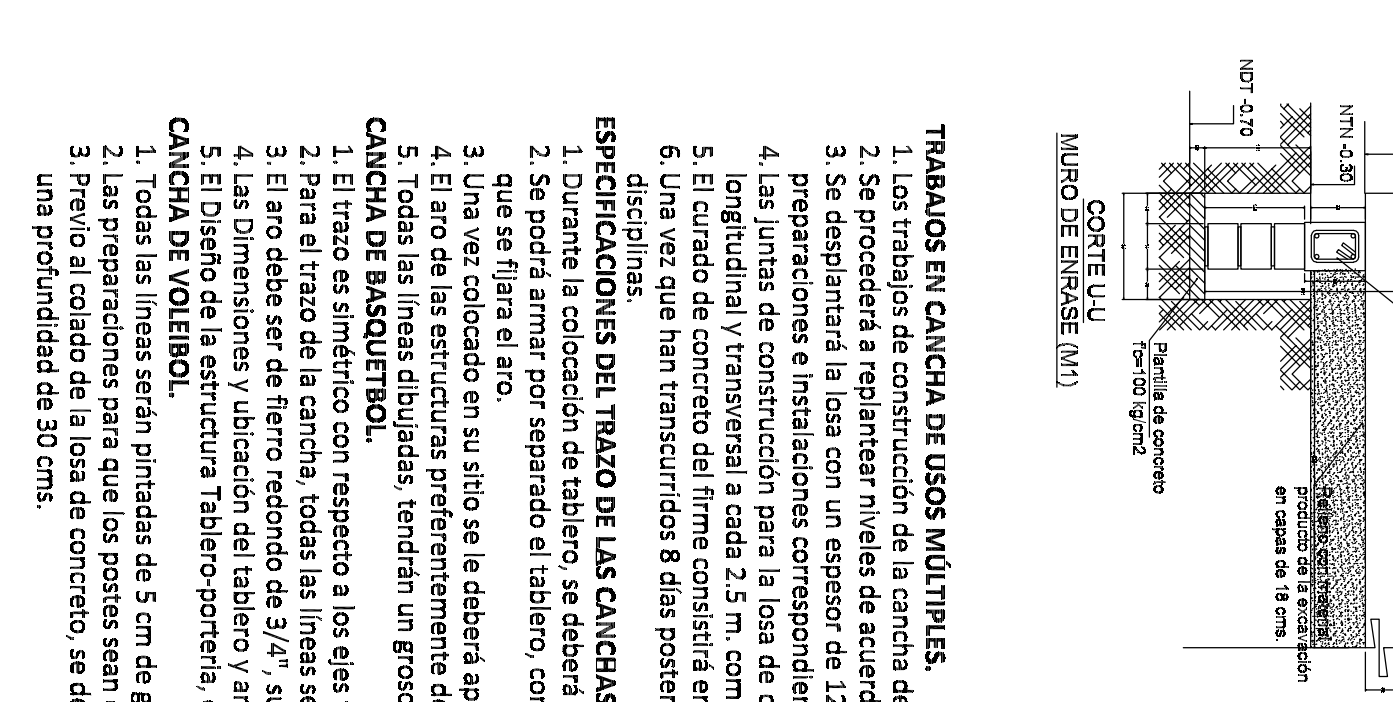 NTN -0.30
NDT -0.70
Relleno con material
producto de la excavación
en capas de 18 cms.
Plantilla de concreto
f'c=100 kg/cm2
CORTE U-U
MURO DE ENRASE (M1)
TRABAJOS EN CANCHA DE USOS MÚLTIPLES.
1. Los trabajos de construcción de la cancha de
2. Se procederá a replantear niveles de acuerd
3. Se desplantará la losa con un espesor de 12
preparaciones e instalaciones correspondien
4. Las juntas de construcción para la losa de c
longitudinal y transversal a cada 2.5 m. com
5. El curado de concreto del firme consistirá en
6. Una vez que han transcurridos 8 días poster
disciplinas.
ESPECIFICACIONES DEL TRAZO DE LAS CANCHAS
1. Durante la colocación de tablero, se deberá
2. Se podrá armar por separado el tablero, con
que se fijara el aro.
3. Una vez colocado en su sitio se le deberá ap
4. El aro de las estructuras preferentemente de
5. Todas las líneas dibujadas, tendrán un groso
CANCHA DE BASQUETBOL.
1. El trazo es simétrico con respecto a los ejes
2. Para el trazo de la cancha, todas las líneas se
3. El aro debe ser de fierro redondo de 3/4", su
4. Las Dimensiones y ubicación del tablero y ar
5. El Diseño de la estructura Tablero-porteria,
CANCHA DE VOLEIBOL.
1. Todas las líneas serán pintadas de 5 cm de g
2. Las preparaciones para que los postes sean
3. Previo al colado de la losa de concreto, se de
una profundidad de 30 cms.